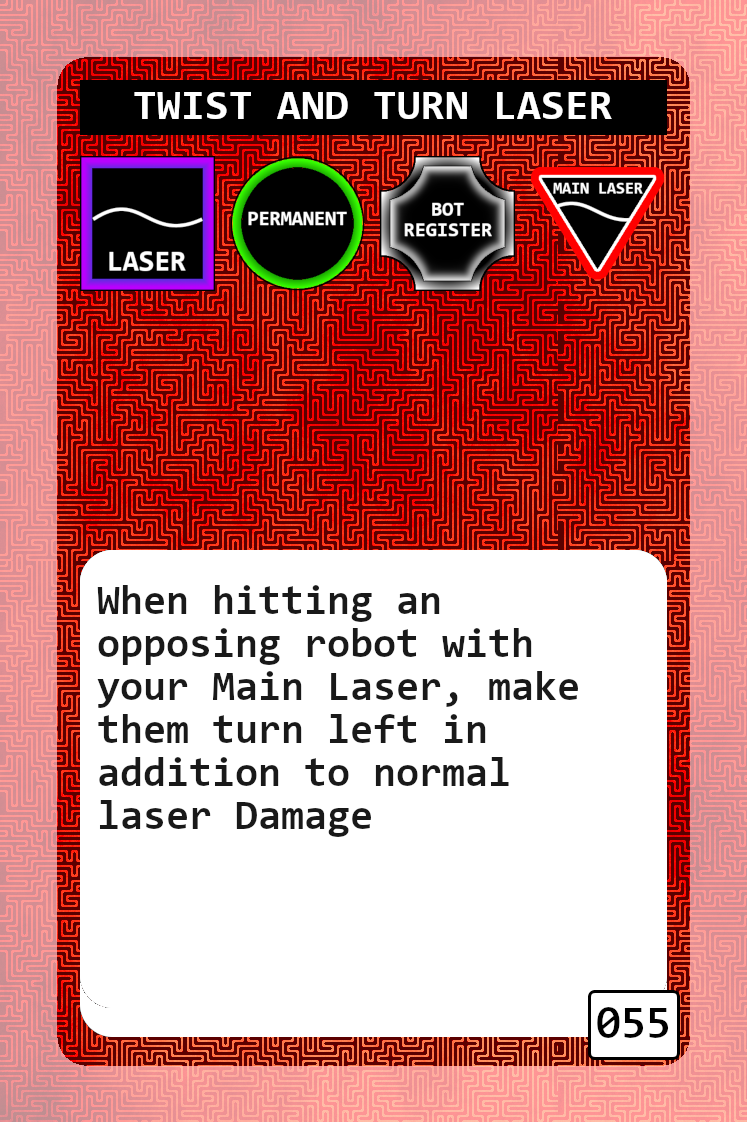 TWIST AND TURN LASER
LASER
PERMANENT
BOT
REGISTER
MAIN LASER
When hitting an
opposing robot with
your Main Laser, make
them turn left in
addition to normal
laser Damage
055